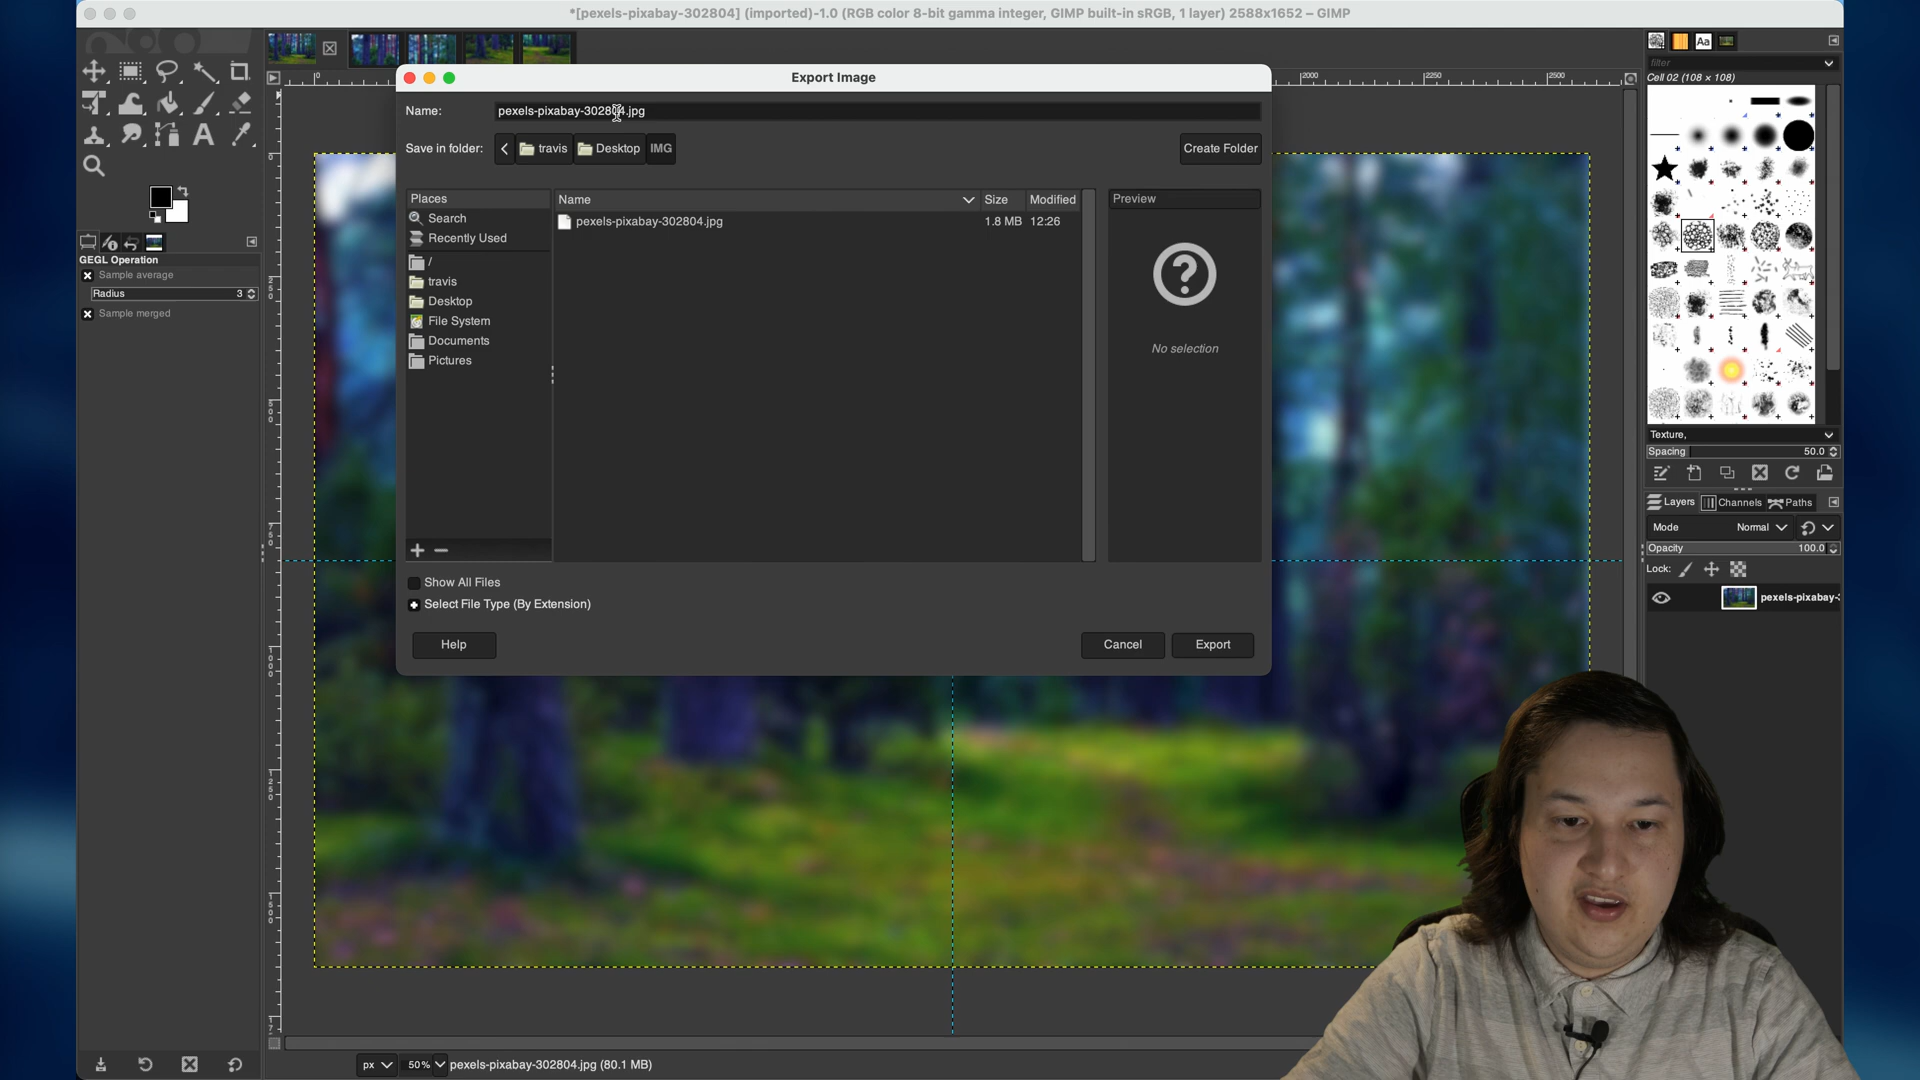 *[pexels-pixabay-302804] (imported)-1.0 (RGB color 8-bit gamma integer, GIMP built-in sRGB, 1 layer) 2588x1652 – GIMP
Export Image
Name:
pexels-pixabay-302804.jpg
Save in folder:
travis
Desktop
IMG
Create Folder
Places
Search
Recently Used
/
travis
Desktop
File System
Documents
Pictures
Name
Size
Modified
pexels-pixabay-302804.jpg
1.8 MB
12:26
Preview
No selection
Show All Files
Select File Type (By Extension)
Help
Cancel
Export
GEGL Operation
Sample average
Radius
3
Sample merged
0
2000
2250
2500
Aa
filter
Cell 02 (108 × 108)
Texture,
Spacing
50.0
Layers
Channels
Paths
Mode
Normal
Opacity
100.0
Lock:
pexels-pixabay-
px
50%
pexels-pixabay-302804.jpg (80.1 MB)